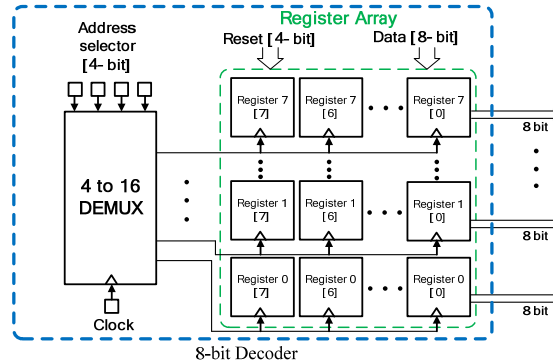 Register Array
Address
selector
[4- bit]
Reset [4- bit]
Data [8- bit]
Register 7
[7]
Register 7
[6]
Register 7
[0]
8 bit
4 to 16
DEMUX
Register 1
[7]
Register 1
[6]
Register 1
[0]
8 bit
Register 0
[7]
Register 0
[6]
Register 0
[0]
8 bit
Clock
8-bit Decoder